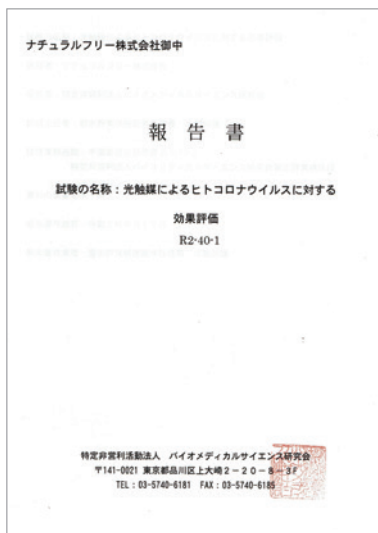 ナチュラルフリー株式会社御中
報 告 書
試験の名称：光触媒によるヒトコロナウイルスに対する
効果評価
R2-40-1
特定非営利活動法人 バイオメディカルサイエンス研究会
〒141-0021 東京都品川区上大崎２－２０－８－３F
TEL：03-5740-6181 FAX：03-5740-6185